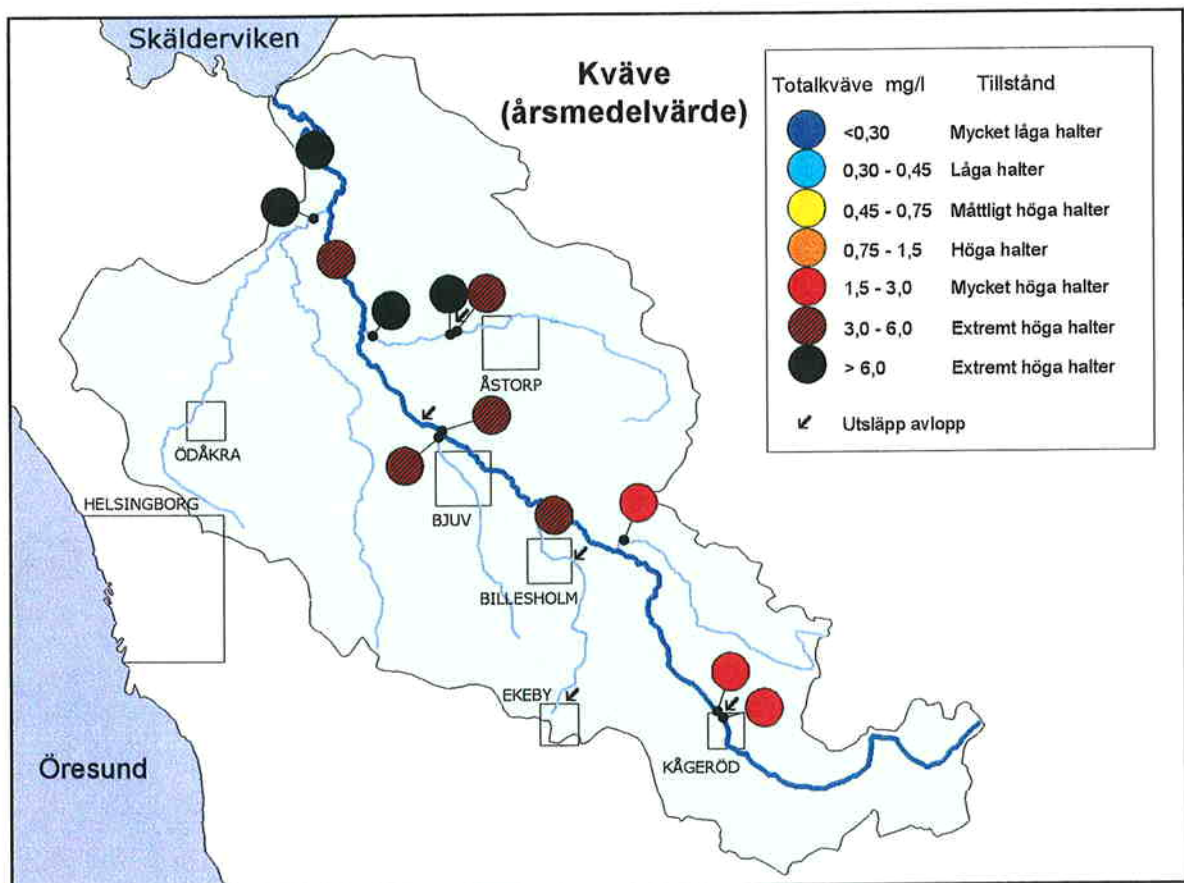 Skälderviken
Kväve
(årsmedelvärde)
Totalkväve mg/l Tillstånd
<0,30 Mycket låga halter
0,30 - 0,45 Låga halter
0,45 - 0,75 Måttligt höga halter
0,75 - 1,5 Höga halter
1,5 - 3,0 Mycket höga halter
3,0 - 6,0 Extremt höga halter
> 6,0 Extremt höga halter
Utsläpp avlopp
ÅSTORP
ÖDÅKRA
HELSINGBORG
BJUV
BILLESHOLM
EKEBY
KÅGERÖD
Öresund